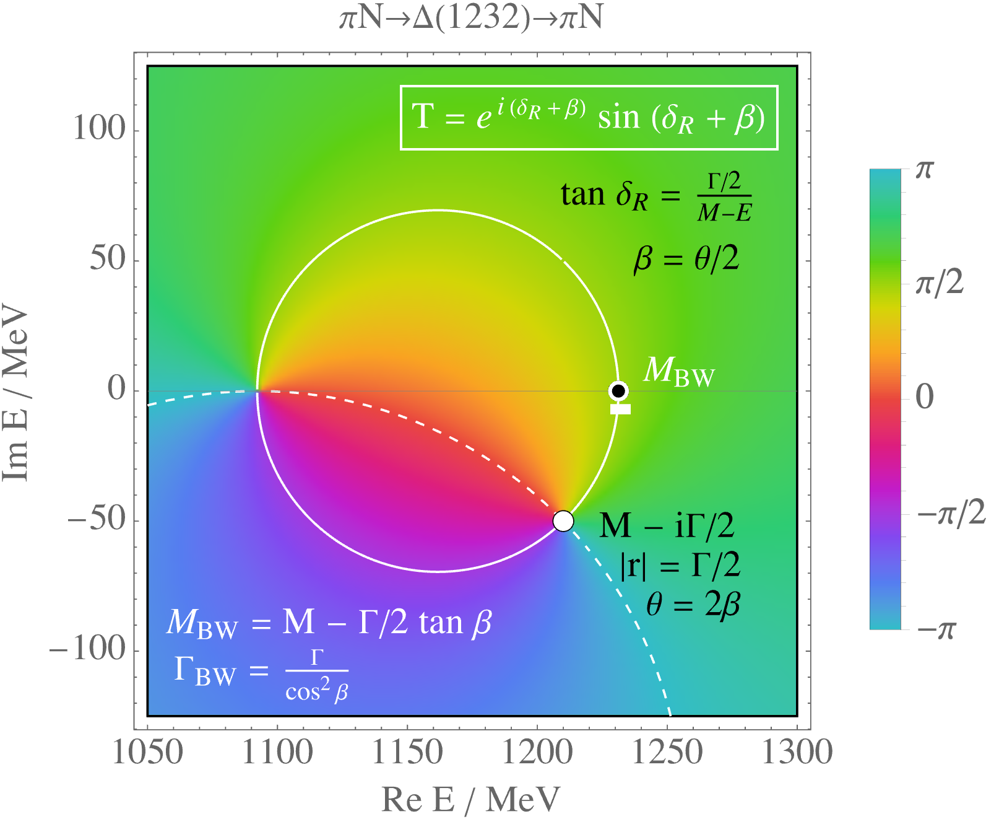 πN→Δ(1232)→πN
T = e^{i (δ_R + β)} sin (δ_R + β)
tan δ_R = \frac{Γ/2}{M−E}
β = θ/2
M_BW
M − iΓ/2
|r| = Γ/2
θ = 2β
M_BW = M − Γ/2 tan β
Γ_BW = \frac{Γ}{cos² β}
Im E / MeV
100
50
0
−50
−100
1050 1100 1150 1200 1250 1300
Re E / MeV
π
π/2
0
−π/2
−π